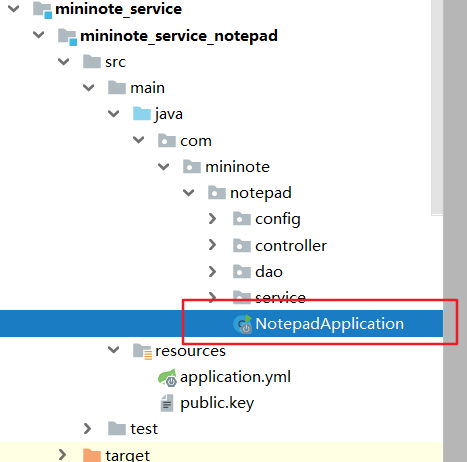 mininote_service
mininote_service_notepad
src
main
java
com
mininote
notepad
config
controller
dao
service
NotepadApplication
resources
application.yml
public.key
test
target